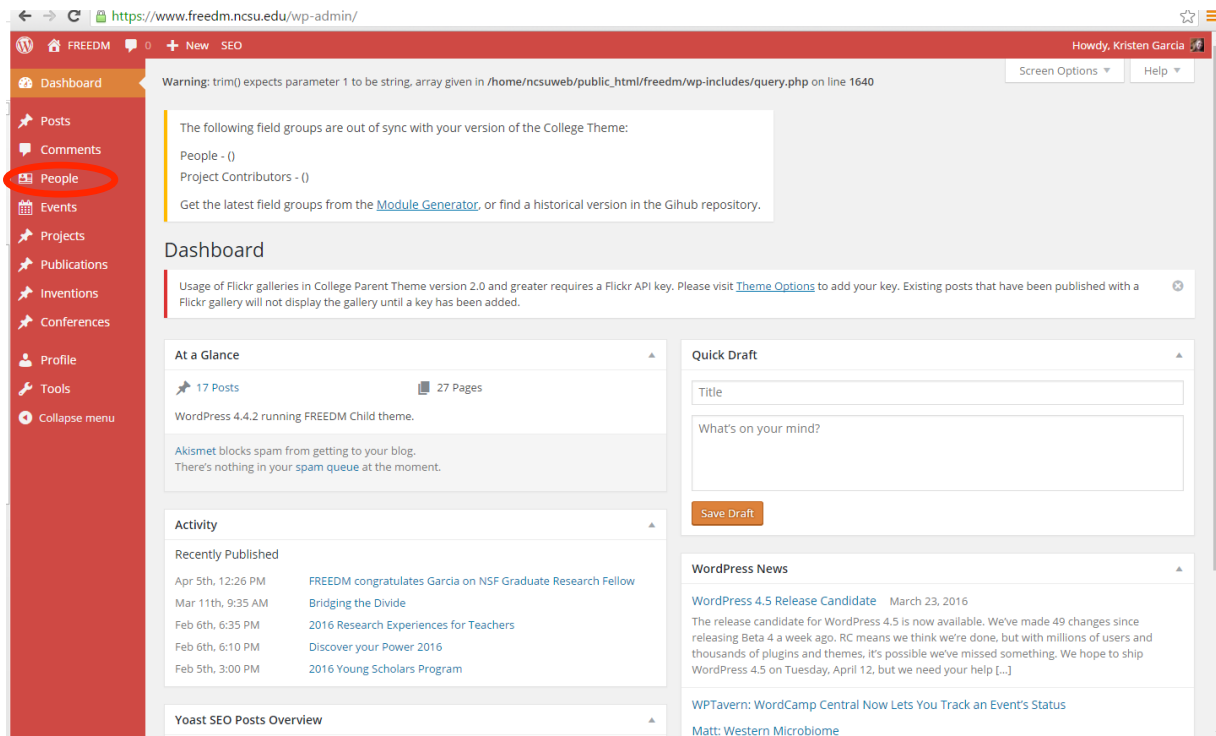 https://www.freedm.ncsu.edu/wp-admin/
FREEDM 0 + New SEO
Howdy, Kristen Garcia
Dashboard
Posts
Comments
People
Events
Projects
Publications
Inventions
Conferences
Profile
Tools
Collapse menu
Warning: trim() expects parameter 1 to be string, array given in /home/ncsuweb/public_html/freedm/wp-includes/query.php on line 1640
Screen Options Help
The following field groups are out of sync with your version of the College Theme:
People - ()
Project Contributors - ()
Get the latest field groups from the Module Generator, or find a historical version in the Gihub repository.
Dashboard
Usage of Flickr galleries in College Parent Theme version 2.0 and greater requires a Flickr API key. Please visit Theme Options to add your key. Existing posts that have been published with a
Flickr gallery will not display the gallery until a key has been added.
At a Glance
17 Posts 27 Pages
WordPress 4.4.2 running FREEDM Child theme.
Akismet blocks spam from getting to your blog.
There's nothing in your spam queue at the moment.
Activity
Recently Published
Apr 5th, 12:26 PM FREEDM congratulates Garcia on NSF Graduate Research Fellow
Mar 11th, 9:35 AM Bridging the Divide
Feb 6th, 6:35 PM 2016 Research Experiences for Teachers
Feb 6th, 6:10 PM Discover your Power 2016
Feb 5th, 3:00 PM 2016 Young Scholars Program
Yoast SEO Posts Overview
Quick Draft
Title
What's on your mind?
Save Draft
WordPress News
WordPress 4.5 Release Candidate March 23, 2016
The release candidate for WordPress 4.5 is now available. We've made 49 changes since
releasing Beta 4 a week ago. RC means we think we're done, but with millions of users and
thousands of plugins and themes, it's possible we've missed something. We hope to ship
WordPress 4.5 on Tuesday, April 12, but we need your help [...]
WPTavern: WordCamp Central Now Lets You Track an Event's Status
Matt: Western Microbiome